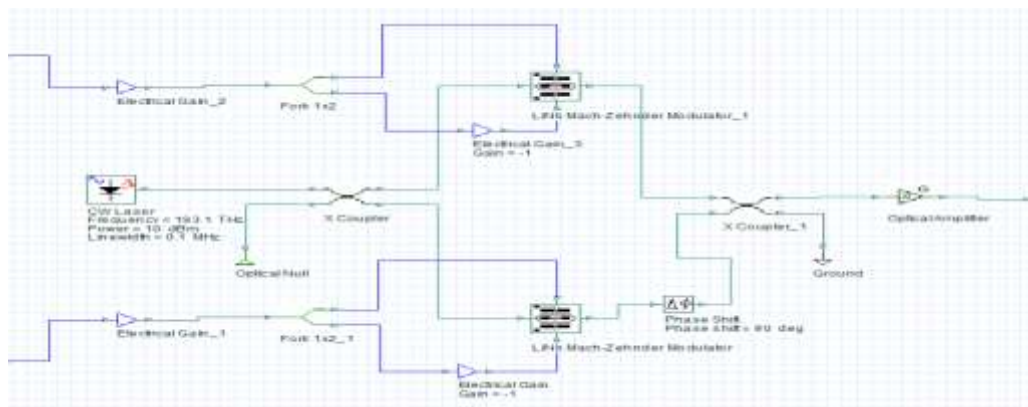 Electrical Gain_2
Fork 1x2
LiNb Mach-Zehnder Modulator_1
Electrical Gain_3
Gain = -1
CW Laser
Frequency = 193.1 THz
Power = 10 dBm
Linewidth = 0.1 MHz
X Coupler
X Coupler_1
Optical Amplifier
Optical Null
Ground
Electrical Gain_1
Fork 1x2_1
LiNb Mach-Zehnder Modulator
Phase Shift
Phase shift = 90 deg
Electrical Gain
Gain = -1